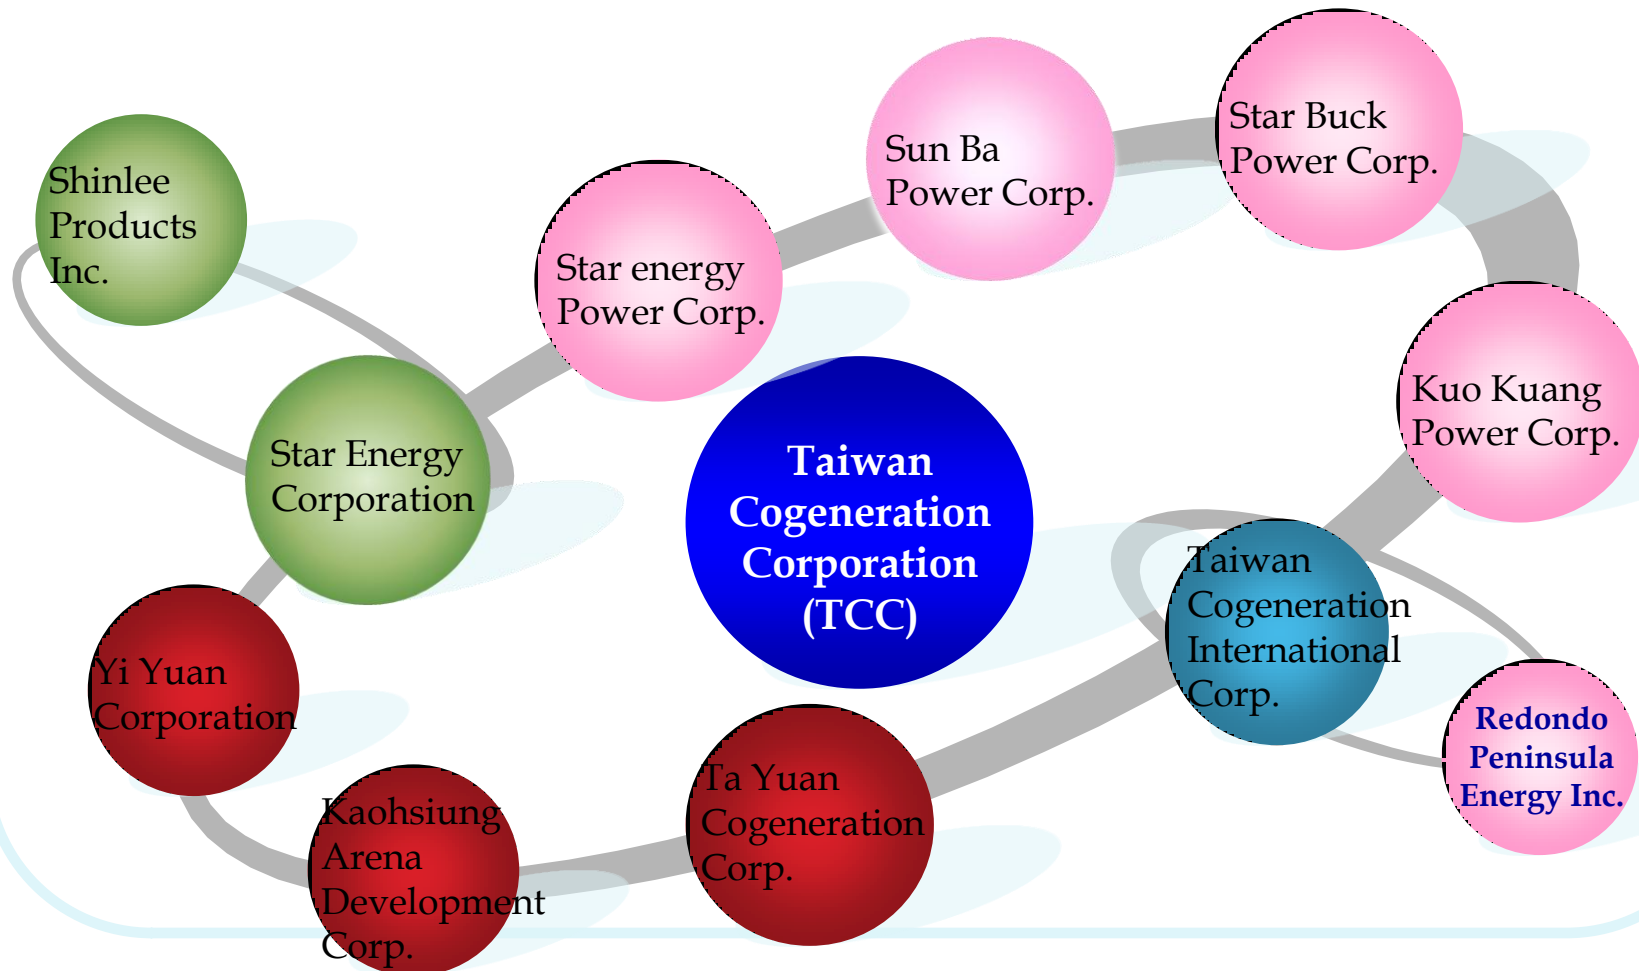 Shinlee
Products
Inc.
Star energy
Power Corp.
Sun Ba
Power Corp.
Star Buck
Power Corp.
Kuo Kuang
Power Corp.
Star Energy
Corporation
Taiwan
Cogeneration
Corporation
(TCC)
Taiwan
Cogeneration
International
Corp.
Redondo
Peninsula
Energy Inc.
Yi Yuan
Corporation
Kaohsiung
Arena
Development
Corp.
Ta Yuan
Cogeneration
Corp.